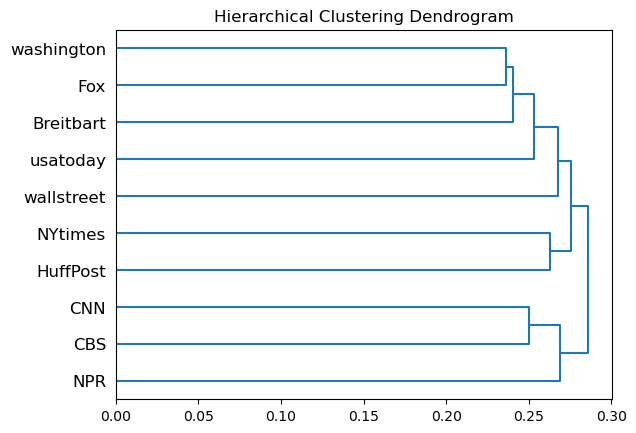 Hierarchical Clustering Dendrogram
washington
Fox
Breitbart
usatoday
wallstreet
NYtimes
HuffPost
CNN
CBS
NPR
0.00 0.05 0.10 0.15 0.20 0.25 0.30